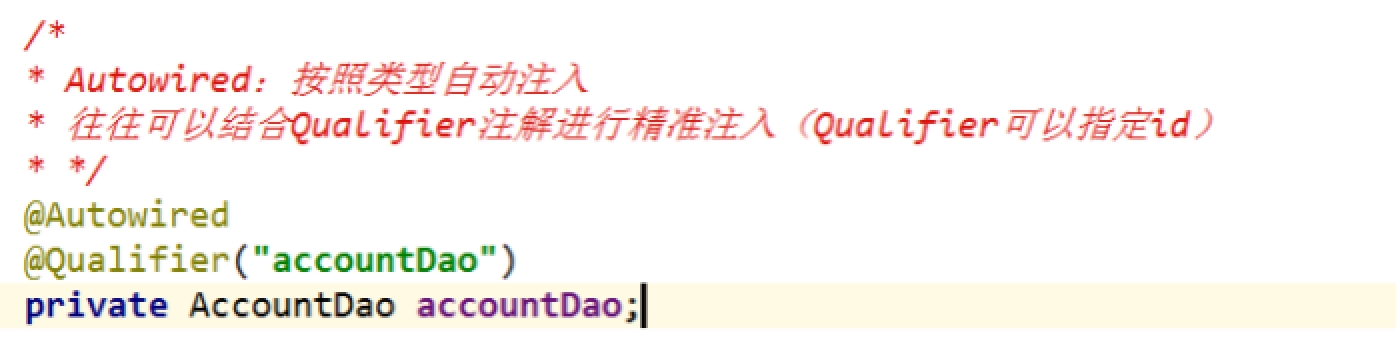 /*
* Autowired：按照类型自动注入
* 往往可以结合Qualifier注解进行精准注入（Qualifier可以指定id）
* */
@Autowired
@Qualifier("accountDao")
private AccountDao accountDao;